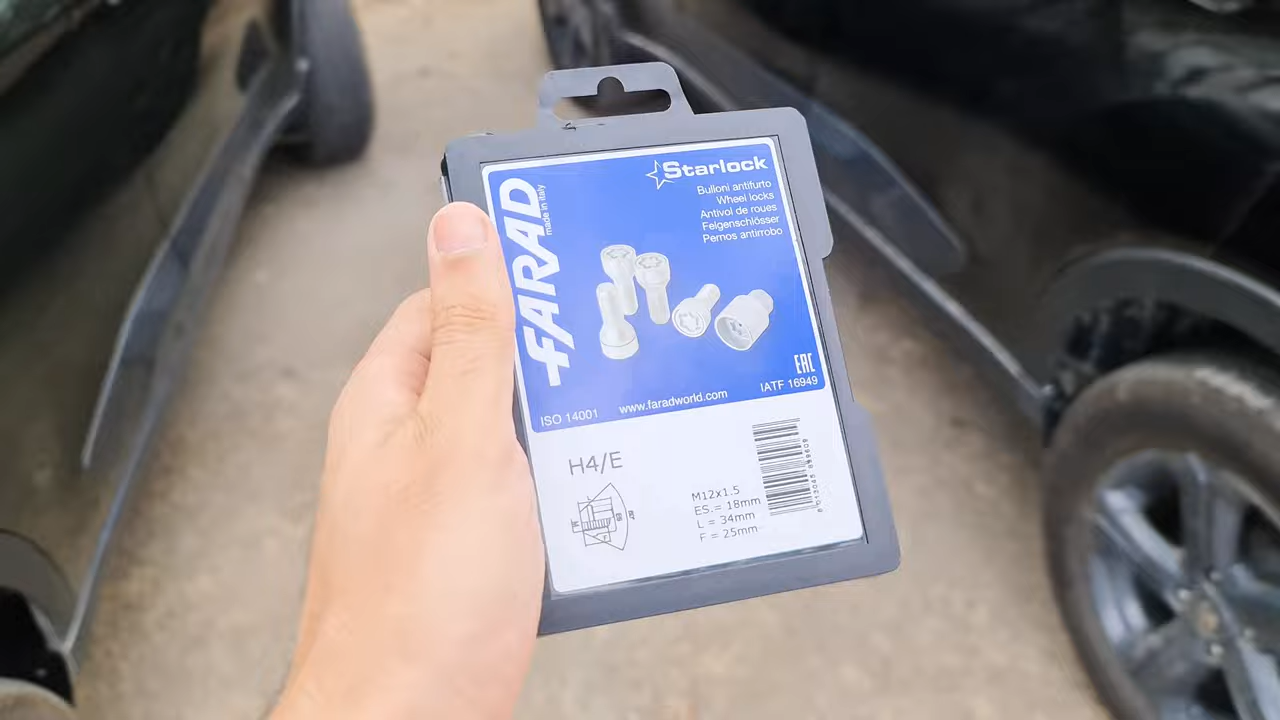 Starlock
Bulloni antifurto
Wheel locks
Antivol de roues
Feigenschlösser
Pernos antirrobo
FARAD
made in italy
EAC
ISO 14001
www.faradworld.com
IATF 16949
H4/E
M12x1.5
ES.= 18mm
L = 34mm
F = 25mm